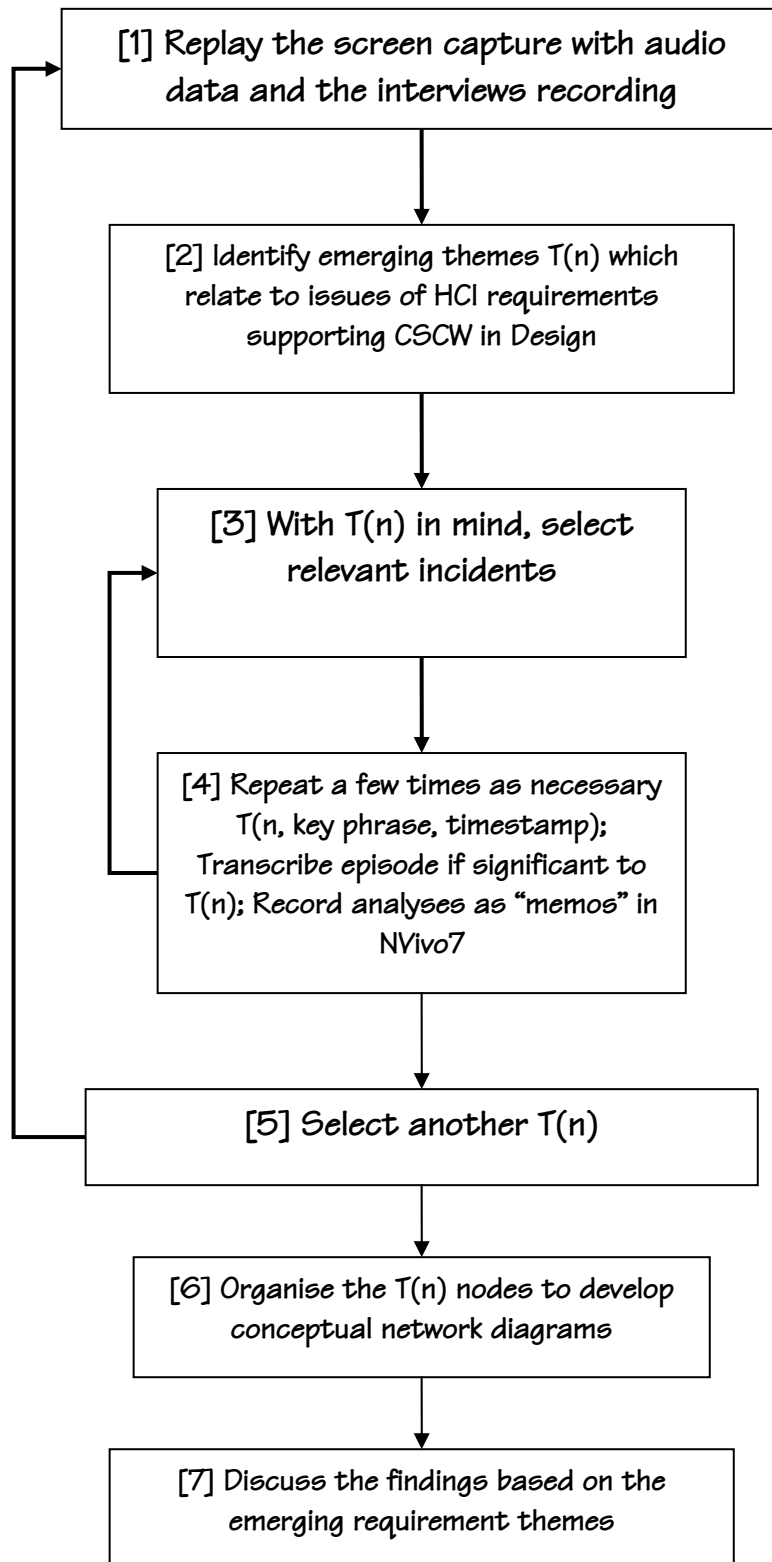 [1] Replay the screen capture with audio
data and the interviews recording
[2] Identify emerging themes T(n) which
relate to issues of HCI requirements
supporting CSCW in Design
[3] With T(n) in mind, select
relevant incidents
[4] Repeat a few times as necessary
T(n, key phrase, timestamp);
Transcribe episode if significant to
T(n); Record analyses as “memos” in
NVivo7
[5] Select another T(n)
[6] Organise the T(n) nodes to develop
conceptual network diagrams
[7] Discuss the findings based on the
emerging requirement themes